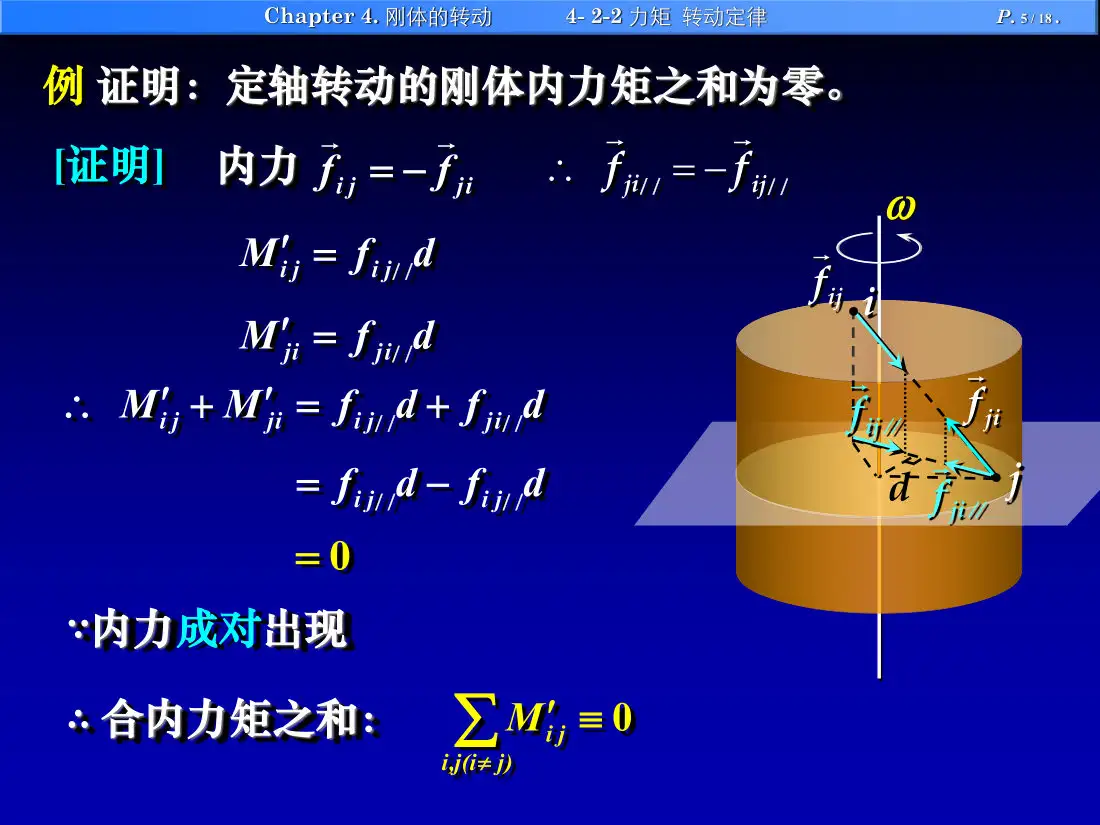 Chapter 4. 刚体的转动 4- 2-2 力矩 转动定律 P. 5 / 18 .
例 证明：定轴转动的刚体内力矩之和为零。
[证明] 内力 f⃗ij = −f⃗ji ∴ f⃗ji// = −f⃗ij//
M′ij = fij//d
M′ji = fji//d
∴ M′ij + M′ji = fij//d + fji//d
= fij//d − fij//d
= 0
∵内力成对出现
∴合内力矩之和： ∑ M′ij ≡ 0
i,j(i≠j)
ω
f⃗ij i
f⃗ji
f⃗ij//
d
j
f⃗ji//